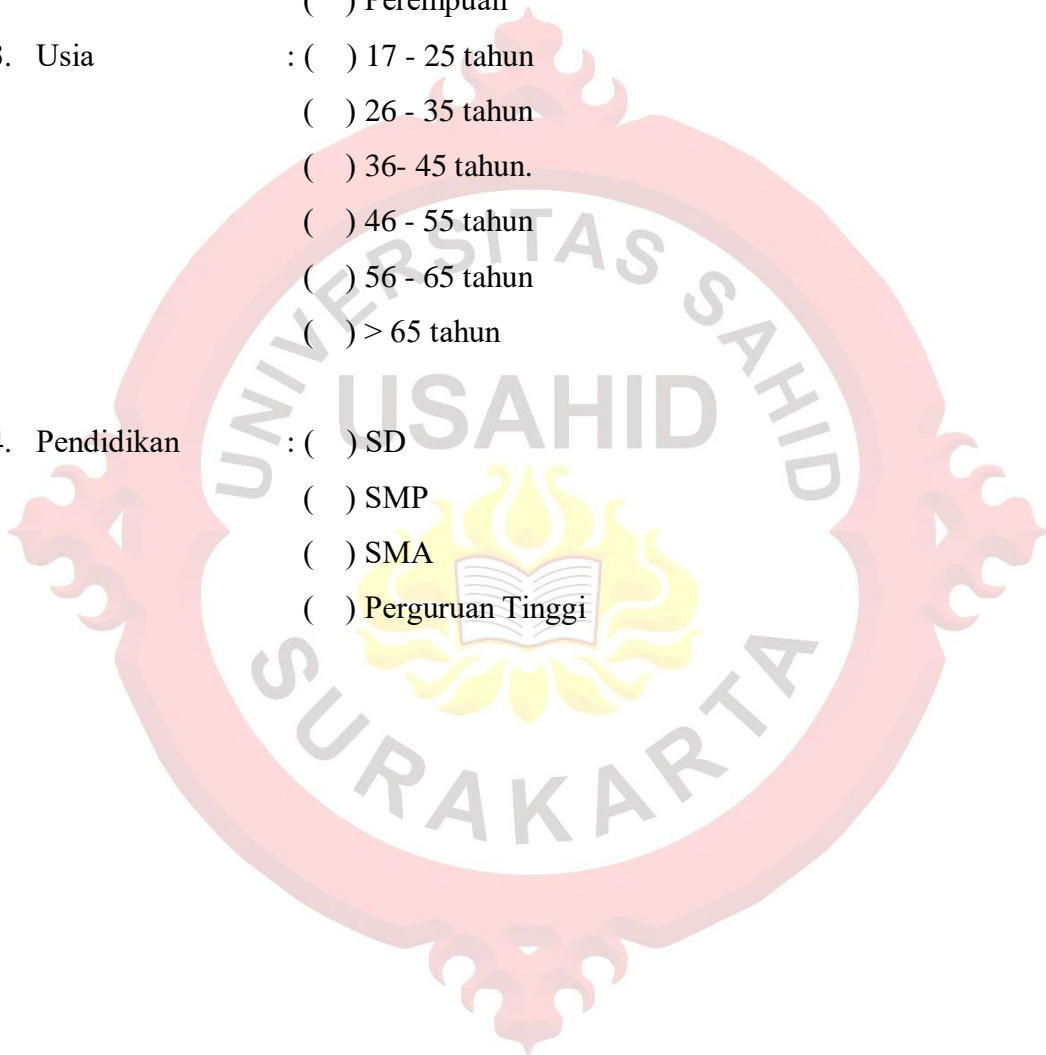 ( ) Perempuan
3. Usia : ( ) 17 - 25 tahun
( ) 26 - 35 tahun
( ) 36- 45 tahun.
( ) 46 - 55 tahun
( ) 56 - 65 tahun
( ) > 65 tahun
4. Pendidikan : ( ) SD
( ) SMP
( ) SMA
( ) Perguruan Tinggi
UNIVERSITAS SAHID
USAHID
SURAKARTA